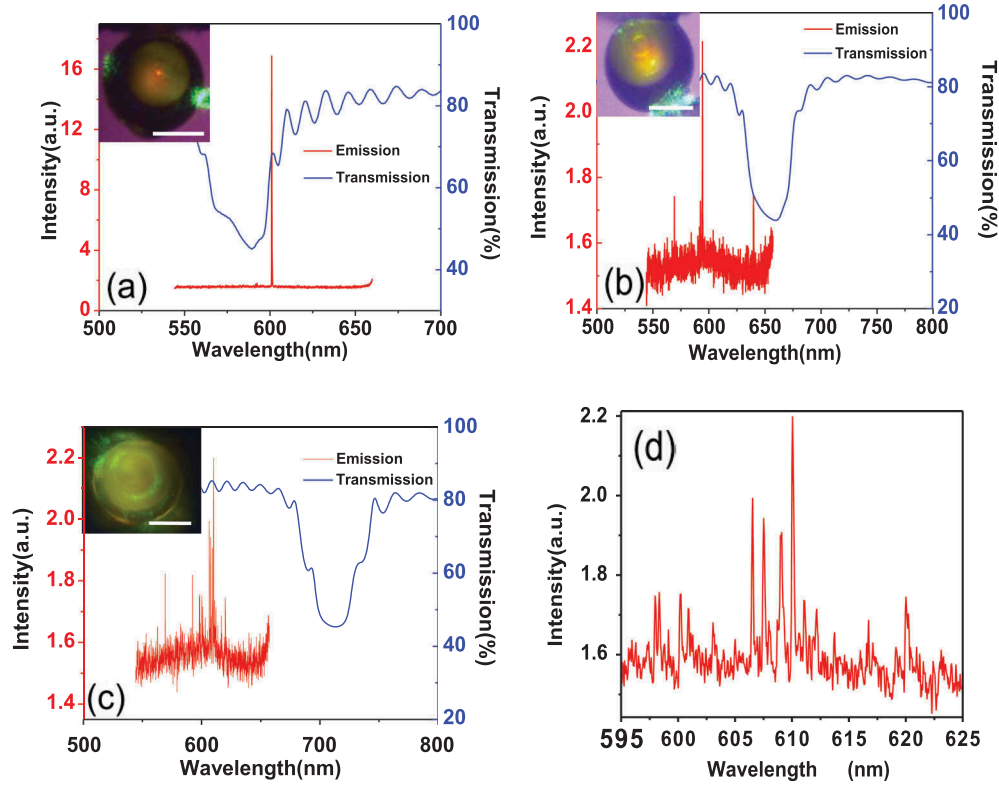 16
14
12
10
8
6
4
2
0
Intensity(a.u.)
Emission
Transmission
(a)
500
550
600
650
700
Wavelength(nm)
100
80
60
40
Transmission(%)
2.2
2.0
1.8
1.6
1.4
Intensity(a.u.)
Emission
Transmission
(b)
500
550
600
650
700
750
800
Wavelength(nm)
100
80
60
40
20
Transmission(%)
2.2
2.0
1.8
1.6
1.4
Intensity(a.u.)
Emission
Transmission
(c)
500
600
700
800
Wavelength(nm)
100
80
60
40
20
Transmission(%)
(d)
2.2
2.0
1.8
1.6
Intensity(a.u.)
595
600
605
610
615
620
625
Wavelength (nm)